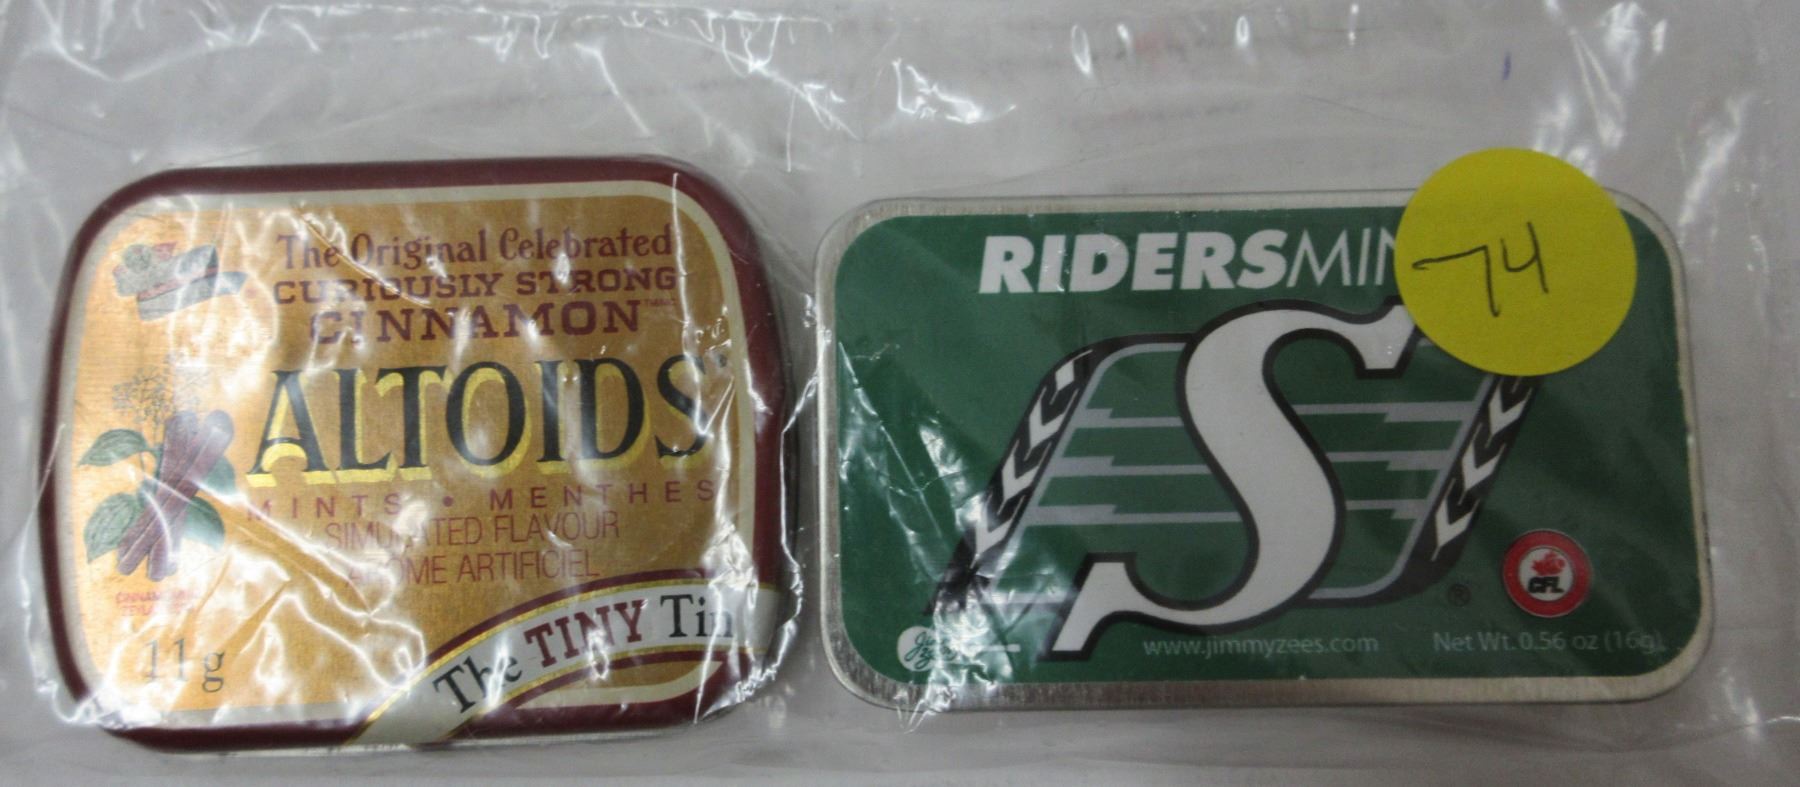 The Original Celebrated
CURIOUSLY STRONG
CINNAMON
ALTOIDS
MINTS • MENTHES
SIMULATED FLAVOUR
AROME ARTIFICIEL
11g
The TINY Tin
RIDERSMIN
74
S
CFL
®
www.jimmyzees.com
Net Wt. 0.56 oz (16g)